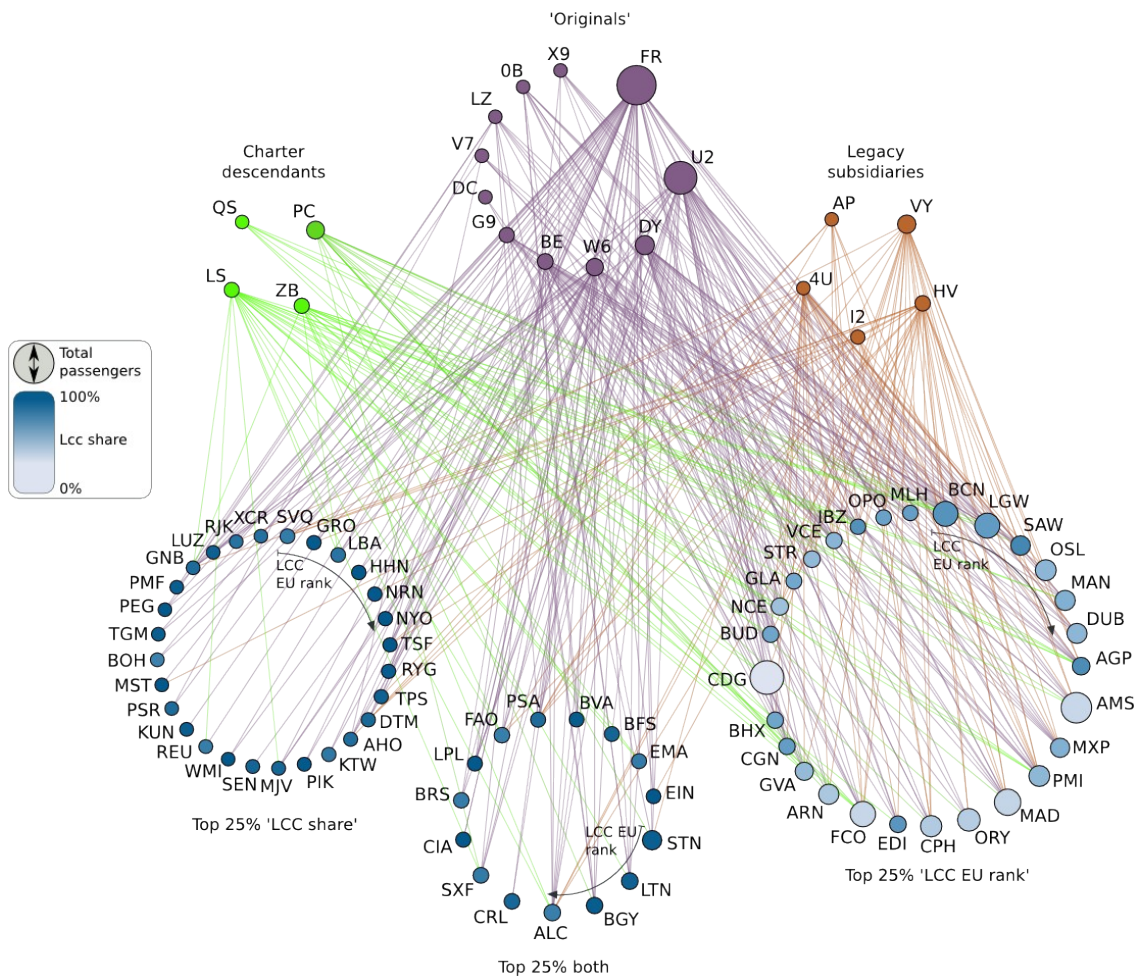 'Originals'
X9
FR
0B
LZ
V7
U2
DC
G9
BE
W6
DY
Charter
descendants
QS
PC
LS
ZB
Legacy
subsidiaries
AP
VY
4U
HV
I2
Total
passengers
100%
Lcc share
0%
SVQ
GRO
LBA
HHN
NRN
NYO
TSF
RYG
TPS
DTM
AHO
KTW
PIK
MJV
SEN
WMI
REU
KUN
PSR
MST
BOH
TGM
PEG
PMF
GNB
LUZ
RJK
XCR
LCC
EU rank
Top 25% 'LCC share'
PSA
BVA
BFS
EMA
EIN
STN
LTN
BGY
ALC
CRL
SXF
CIA
BRS
LPL
FAO
LCC EU
rank
Top 25% both
BCN
LGW
SAW
OSL
MAN
DUB
AGP
AMS
MXP
PMI
MAD
ORY
CPH
EDI
FCO
ARN
GVA
CGN
BHX
CDG
BUD
NCE
GLA
STR
VCE
IBZ
OPO
MLH
LCC
EU rank
Top 25% 'LCC EU rank'